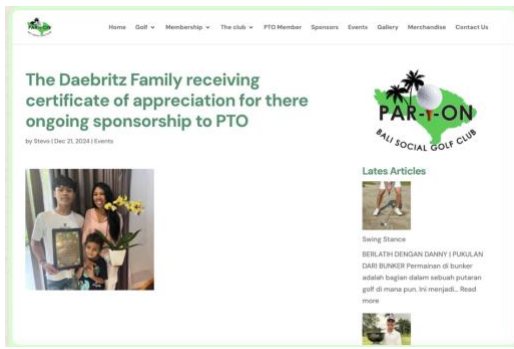 PAR-T-ON
Home Golf Membership The club PTO Member Sponsors Events Gallery Merchandise Contact Us
The Daebritz Family receiving
certificate of appreciation for there
ongoing sponsorship to PTO
by Steve | Dec 21, 2024 | Events
PAR-T-ON
BALI SOCIAL GOLF CLUB
Lates Articles
Swing Stance
BERLATIH DENGAN DANNY | PUKULAN
DARI BUNKER Permainan di bunker
adalah bagian dalam sebuah putaran
golf di mana pun. Ini menjadi... Read
more